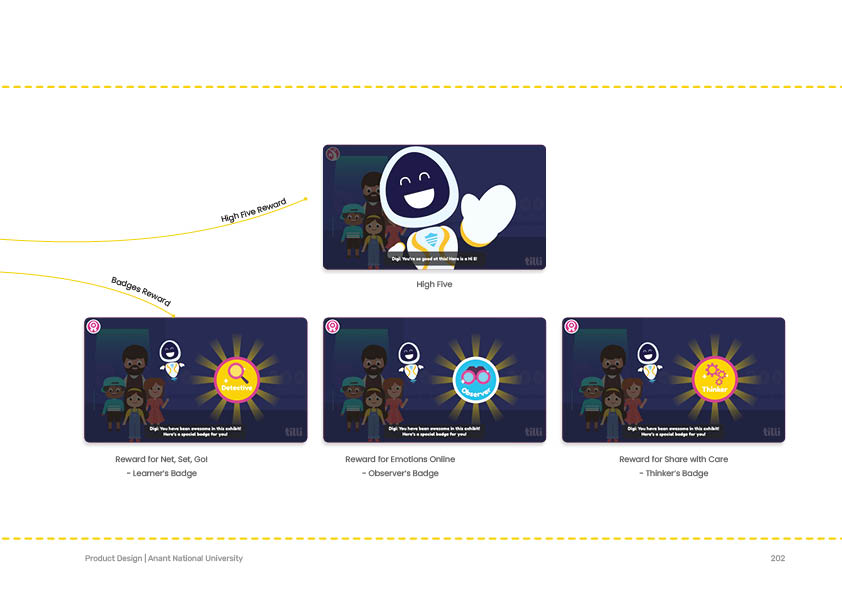 High Five Reward
Digi: You're so good at this! Here is a Hi 5!
tilli
High Five
Badges Reward
Detective
Digi: You have been awesome in this exhibit!
Here's a special badge for you!
tilli
Observer
Digi: You have been awesome in this exhibit!
Here's a special badge for you!
tilli
Thinker
Digi: You have been awesome in this exhibit!
Here's a special badge for you!
tilli
Reward for Net, Set, Go!
- Learner's Badge
Reward for Emotions Online
- Observer's Badge
Reward for Share with Care
- Thinker's Badge
Product Design | Anant National University
202